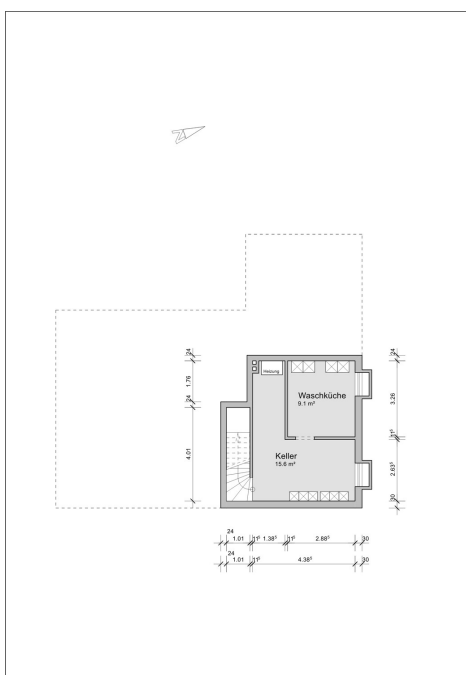 N
24
1.76
24
4.01
Heizung
Waschküche
9.1 m²
Keller
15.6 m²
24
3.26
11⁵
2.63⁵
30
24
1.01 11⁵ 1.38⁵ 11⁵ 2.88⁵ 30
24
1.01 11⁵ 4.38⁵ 30